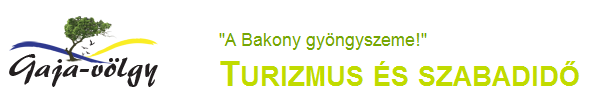 Gaja-völgy
"A Bakony gyöngyszeme!"
TURIZMUS ÉS SZABADIDŐ